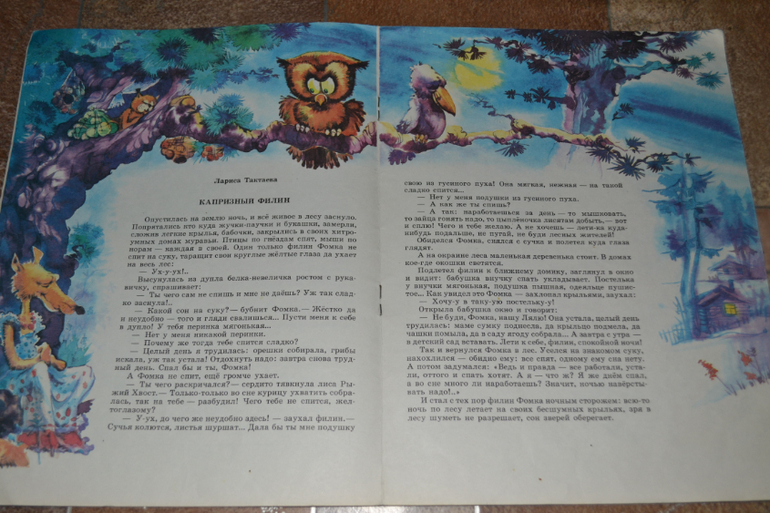 Лариса Тактаева
КАПРИЗНЫЙ ФИЛИН
Опустилась на землю ночь, и всё живое в лесу заснуло.
Попрятались кто куда жучки-паучки и букашки, замерли,
сложив легкие крылья, бабочки, закрылись в своих хитро-
умных домах муравьи. Птицы по гнёздам спят, мыши по
норам — каждая в своей. Один только филин Фомка не
спит на суку, таращит свои круглые жёлтые глаза да ухает
на весь лес:
— Ух-у-ух!..
Высунулась из дупла белка-невеличка ростом с рука-
вичку, спрашивает:
— Ты чего сам не спишь и мне не даёшь? Уж так слад-
ко заснула!..
— Какой сон на суку? — бубнит Фомка. — Жёстко да
и неудобно — того и гляди свалишься... Пусти меня к себе
в дупло! У тебя перинка мягонькая...
— Нет у меня никакой перинки.
— Почему же тогда тебе спится сладко?
— Целый день я трудилась: орешки собирала, грибы
искала, уж так устала! Отдохнуть надо: завтра снова труд-
ный день. Спал бы и ты, Фомка!
А Фомка не спит, ещё громче ухает.
— Ты чего раскричался? — сердито тявкнула лиса Ры-
жий Хвост. — Только-только во сне курицу ухватить собра-
лась, так на тебе — разбудил! Чего тебе не спится, жел-
тоглазому?
— У-ух, до чего же неудобно здесь! — заухал филин. —
Сучья колются, листья шуршат... Дала бы ты мне подушку
свою из гусиного пуха! Она мягкая, нежная — на такой
сладко спится...
— Нет у меня подушки из гусиного пуха.
— А как же ты спишь?
— А так: наработаешься за день — то мышковать,
то зайца гонять надо, то цыплёночка лисятам добыть, — вот
и сплю! Чего и тебе желаю. А не хочешь — лети-ка куда-
нибудь подальше, не пугай, не буди лесных жителей!
Обиделся Фомка, снялся с сучка и полетел куда глаза
глядят.
А на окраине леса маленькая деревенька стоит. В домах
кое-где окошки светятся.
Подлетел филин к ближнему домику, заглянул в окно
и видит: бабушка внучку спать укладывает. Постелька
у внучки мягонькая, подушка пышная, одеяльце пушис-
тое... Как увидел это Фомка — захлопал крыльями, заухал:
— Хочу-у в таку-ую постельку-у!
Открыла бабушка окно и говорит:
— Не буди, Фомка, нашу Лялю! Она устала, целый день
трудилась: маме сумку поднесла, да крыльцо подмела, да
чашки помыла, да в саду ягоду собрала... А завтра с утра —
в детский сад вставать. Лети к себе, филин, спокойной ночи!
Так и вернулся Фомка в лес. Уселся на знакомом суку,
нахохлился — обидно ему: все спят, одному ему сна нету.
А потом задумался: «Ведь и правда — все работали, уста-
ли, оттого и спать хотят. А я — что ж? Я же днём спал,
а во сне много ли наработаешь? Значит, ночью навёрсты-
вать надо!..»
И стал с тех пор филин Фомка ночным сторожем: всю-то
ночь по лесу летает на своих бесшумных крыльях, зря в
лесу шуметь не разрешает, сон зверей оберегает.